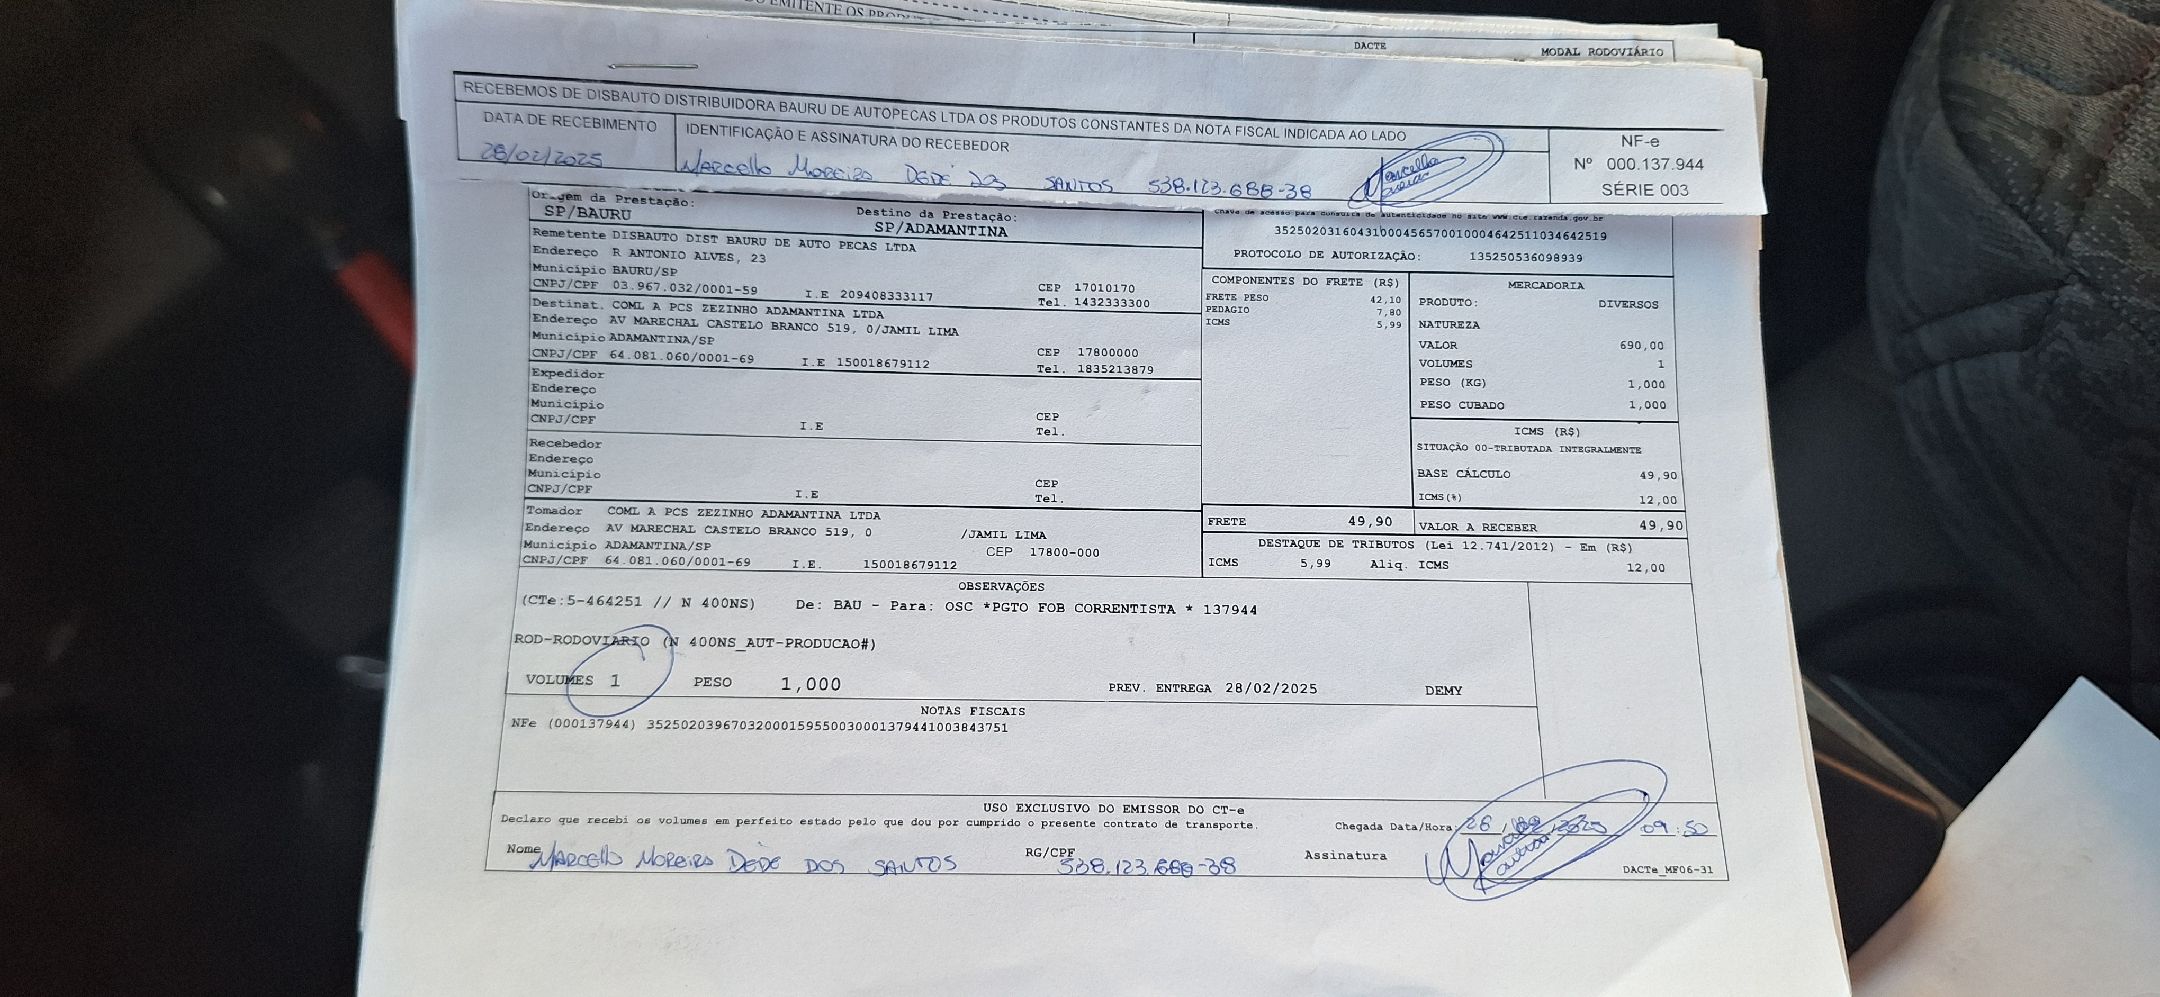 DACTE
MODAL RODOVIÁRIO
RECEBEMOS DE DISBAUTO DISTRIBUIDORA BAURU DE AUTOPECAS LTDA OS PRODUTOS CONSTANTES DA NOTA FISCAL INDICADA AO LADO
DATA DE RECEBIMENTO
28/02/2025
IDENTIFICAÇÃO E ASSINATURA DO RECEBEDOR
MARCELLO MOREIRA DEDE DOS SANTOS 538.123.688-38
NF-e
Nº 000.137.944
SÉRIE 003
Origem da Prestação:
SP/BAURU
Destino da Prestação:
SP/ADAMANTINA
Chave de acesso para consulta de autenticidade no site www.cte.fazenda.gov.br
35250203160431000456570010004642511034642519
PROTOCOLO DE AUTORIZAÇÃO: 135250536098939
Remetente DISBAUTO DIST BAURU DE AUTO PECAS LTDA
Endereço R ANTONIO ALVES, 23
Município BAURU/SP CEP 17010170
CNPJ/CPF 03.967.032/0001-59 I.E 209408333117 Tel. 1432333300
Destinat. COML A PCS ZEZINHO ADAMANTINA LTDA
Endereço AV MARECHAL CASTELO BRANCO 519, 0/JAMIL LIMA
Município ADAMANTINA/SP CEP 17800000
CNPJ/CPF 64.081.060/0001-69 I.E 150018679112 Tel. 1835213879
Expedidor
Endereço
Município CEP
CNPJ/CPF I.E Tel.
Recebedor
Endereço
Município CEP
CNPJ/CPF I.E Tel.
Tomador COML A PCS ZEZINHO ADAMANTINA LTDA
Endereço AV MARECHAL CASTELO BRANCO 519, 0 /JAMIL LIMA
Município ADAMANTINA/SP CEP 17800-000
CNPJ/CPF 64.081.060/0001-69 I.E. 150018679112
COMPONENTES DO FRETE (R$)
FRETE PESO 42,10
PEDAGIO 7,80
ICMS 5,99
MERCADORIA
PRODUTO: DIVERSOS
NATUREZA
VALOR 690,00
VOLUMES 1
PESO (KG) 1,000
PESO CUBADO 1,000
ICMS (R$)
SITUAÇÃO 00-TRIBUTADA INTEGRALMENTE
BASE CÁLCULO 49,90
ICMS(%) 12,00
FRETE 49,90
VALOR A RECEBER 49,90
DESTAQUE DE TRIBUTOS (Lei 12.741/2012) - Em (R$)
ICMS 5,99 Aliq. ICMS 12,00
OBSERVAÇÕES
(CTe:5-464251 // N 400NS) De: BAU - Para: OSC *PGTO FOB CORRENTISTA * 137944
ROD-RODOVIARIO (N 400NS_AUT-PRODUCAO#)
VOLUMES 1 PESO 1,000 PREV. ENTREGA 28/02/2025 DEMY
NOTAS FISCAIS
NFe (000137944) 35250203967032000159550030001379441003843751
USO EXCLUSIVO DO EMISSOR DO CT-e
Declaro que recebi os volumes em perfeito estado pelo que dou por cumprido o presente contrato de transporte.
Chegada Data/Hora 09:50
Nome MARCELLO MOREIRA DEDE DOS SANTOS RG/CPF 538.123.688-38 Assinatura
DACTe_MF06-31